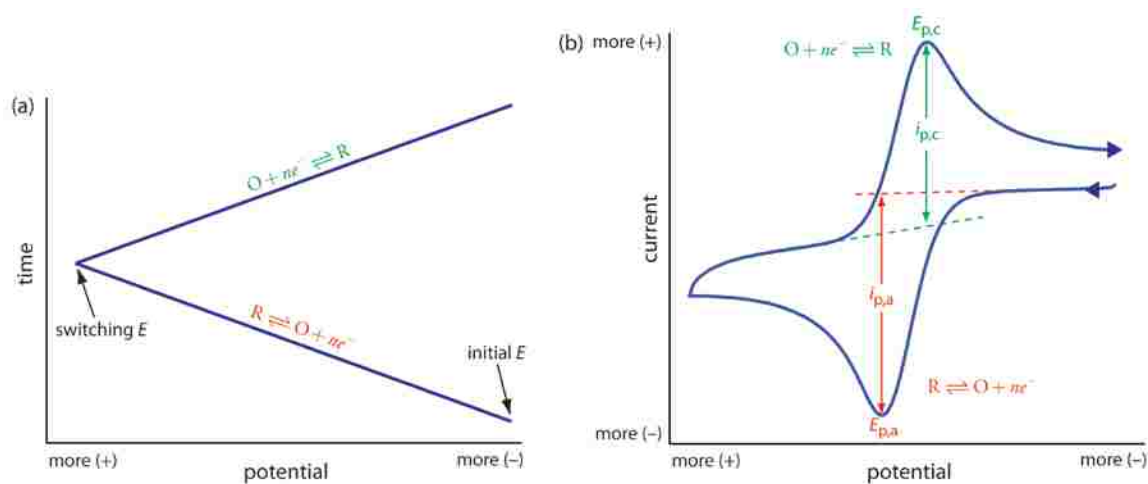 (a)
O + ne⁻ ⇌ R
time
switching E
R ⇌ O + ne⁻
initial E
more (+)
more (–)
potential
(b)
more (+)
E_p,c
O + ne⁻ ⇌ R
i_p,c
current
i_p,a
R ⇌ O + ne⁻
E_p,a
more (–)
more (+)
more (–)
potential